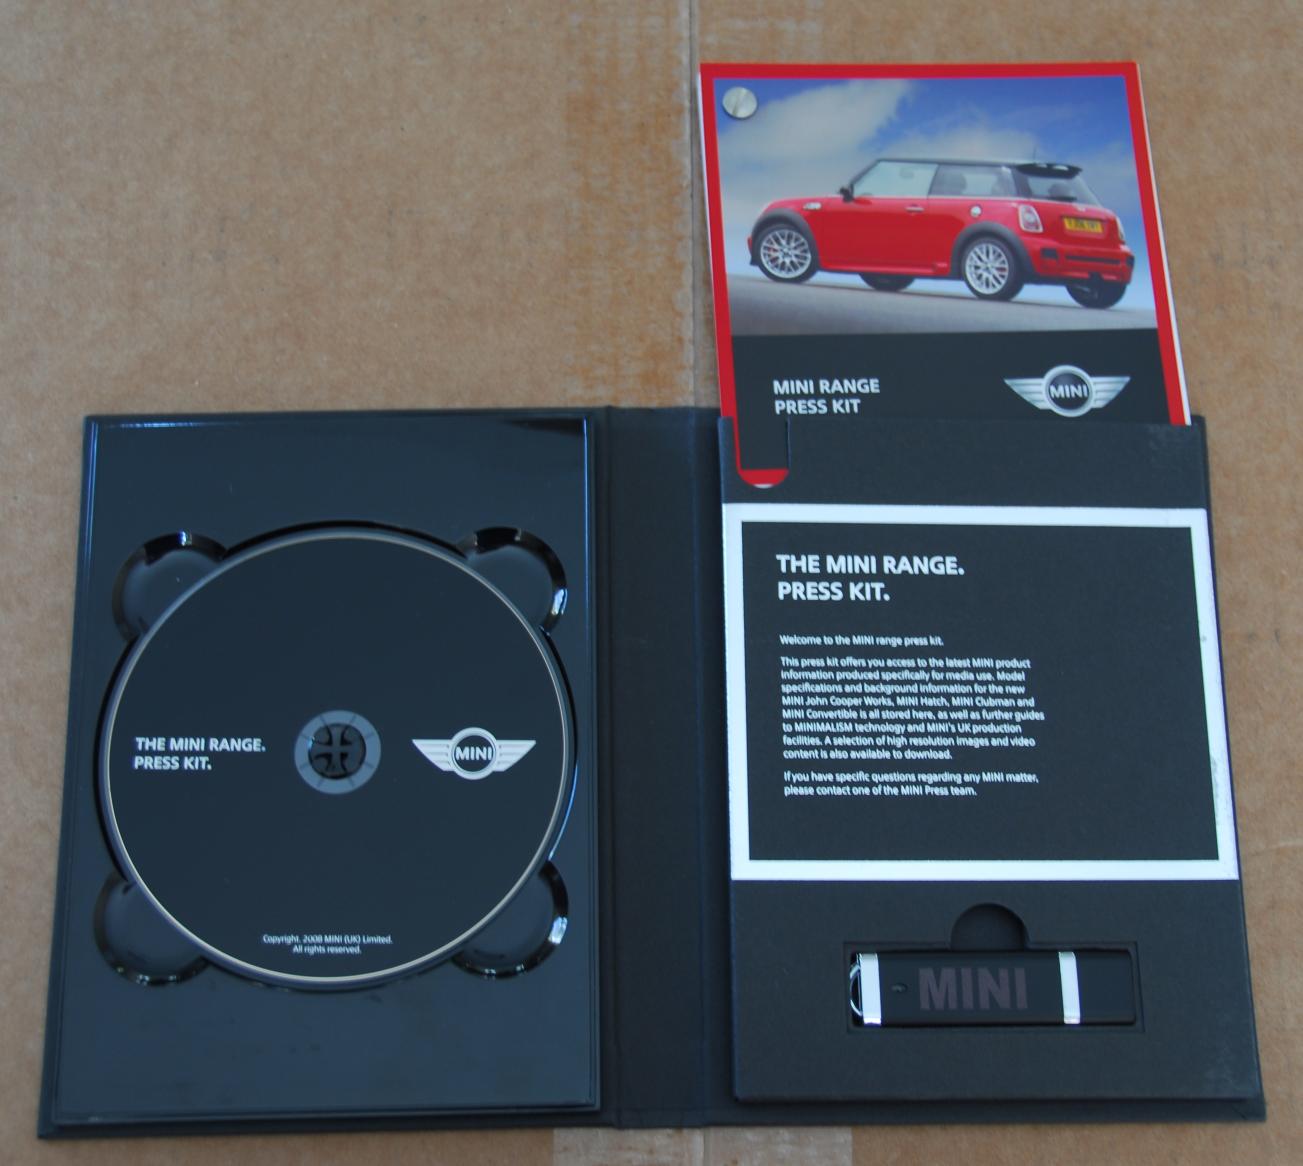 MINI RANGE
PRESS KIT
MINI
THE MINI RANGE.
PRESS KIT.
Welcome to the MINI range press kit.
This press kit offers you access to the latest MINI product
information produced specifically for media use. Model
specifications and background information for the new
MINI John Cooper Works, MINI Hatch, MINI Clubman and
MINI Convertible is all stored here, as well as further guides
to MINIMALISM technology and MINI's UK production
facilities. A selection of high resolution images and video
content is also available to download.
If you have specific questions regarding any MINI matter,
please contact one of the MINI Press team.
MINI
THE MINI RANGE.
PRESS KIT.
MINI
Copyright. 2008 MINI (UK) Limited.
All rights reserved.